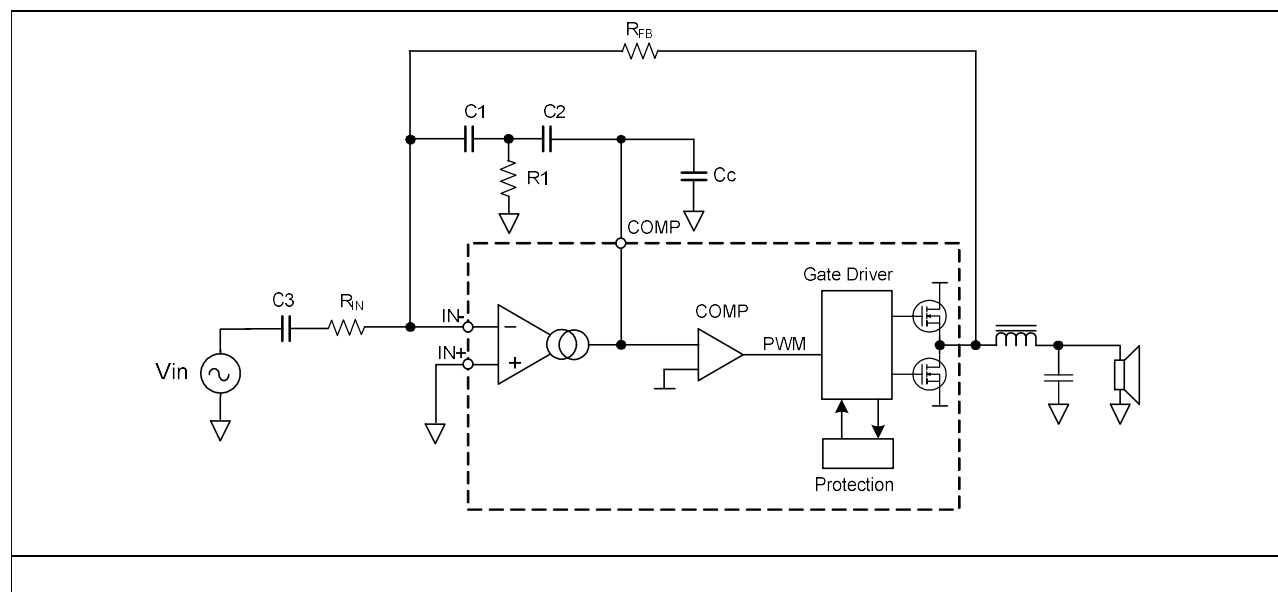 RFB
C1
C2
R1
Cc
COMP
Gate Driver
C3
RIN
IN-
COMP
IN+
PWM
Vin
Protection